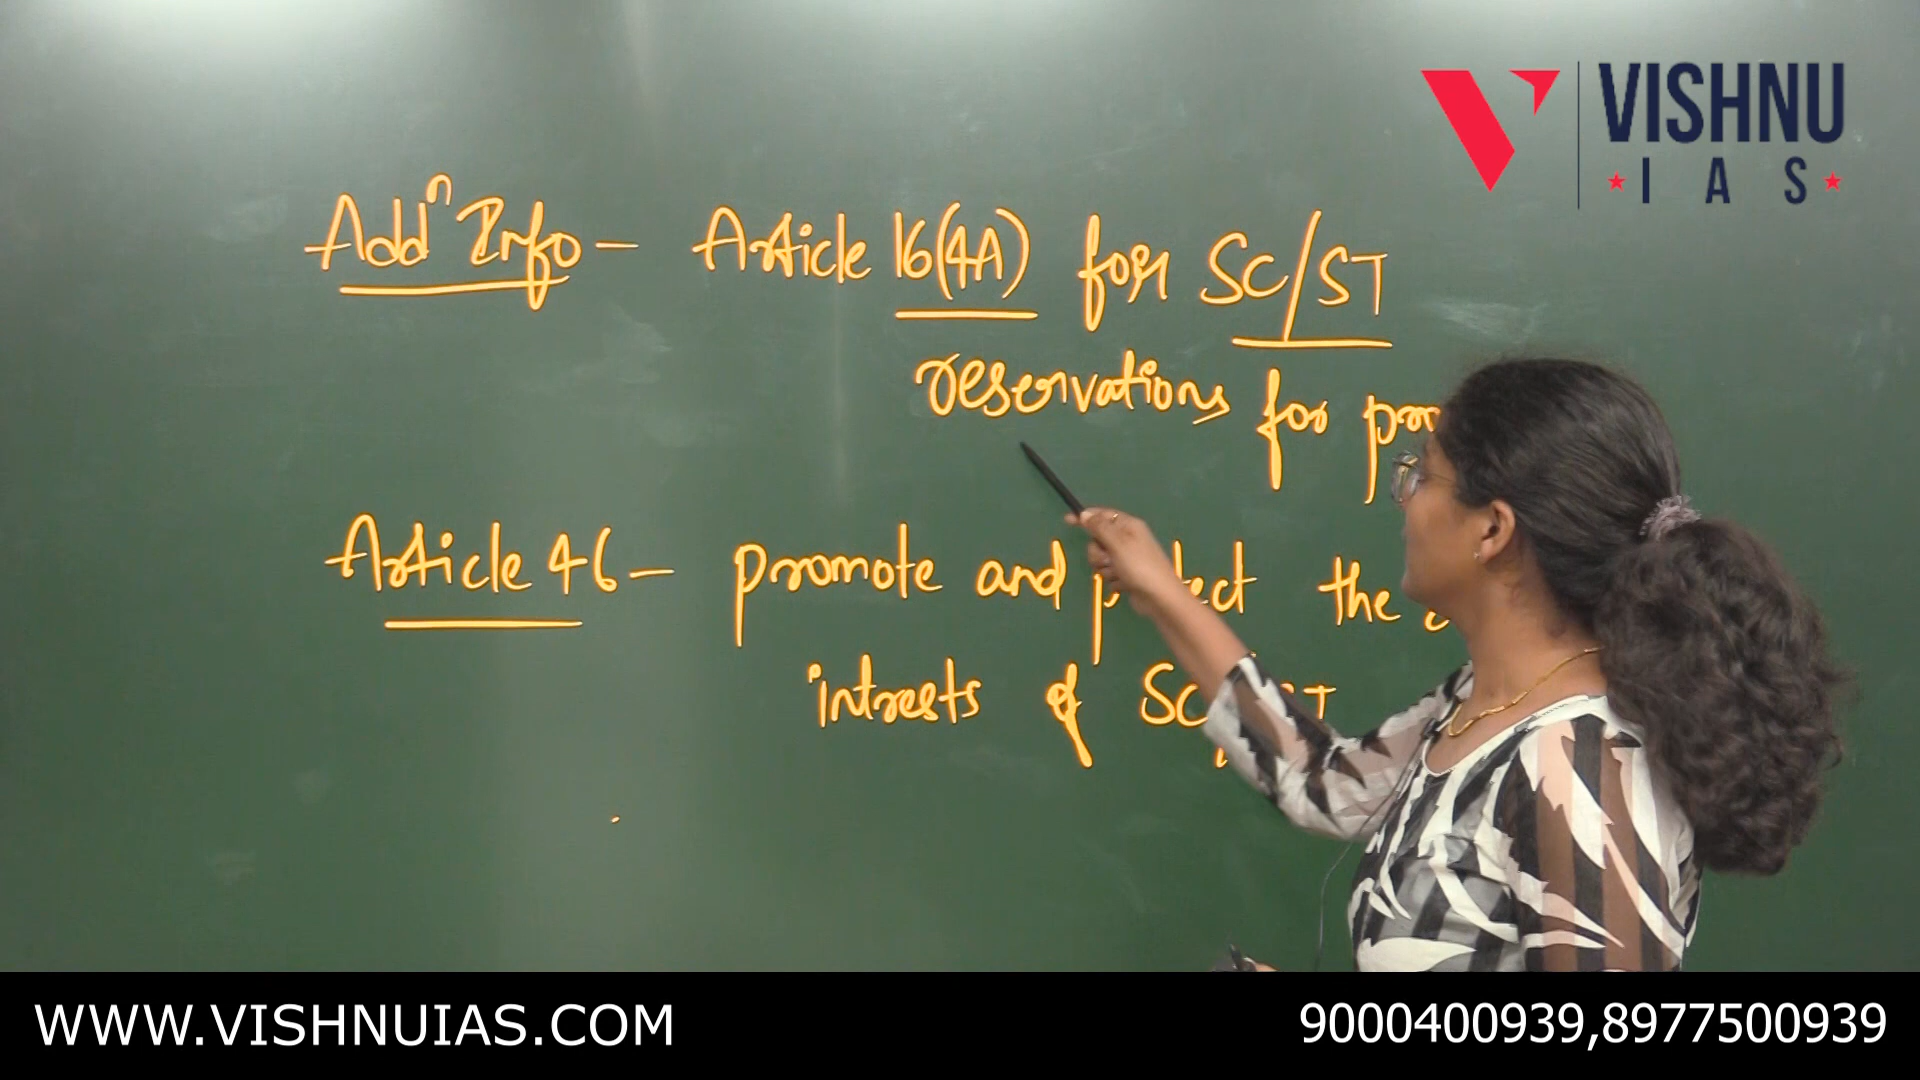 VISHNU
IAS
Addn Info - Article 16(4A) for SC/ST
reservations for
Article 46 - promote and the
intrests of
WWW.VISHNUIAS.COM
9000400939,8977500939